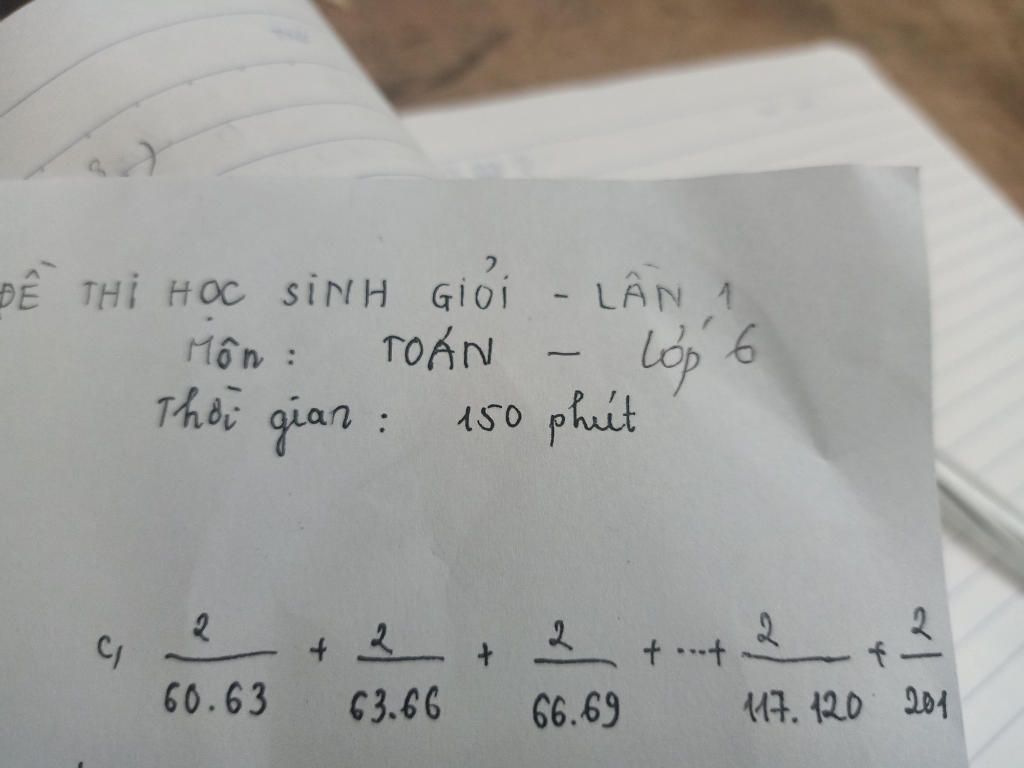 ĐỀ THI HỌC SINH GIỎI - LẦN 1
Môn : TOÁN - Lớp 6
Thời gian : 150 phút
c, 2/60.63 + 2/63.66 + 2/66.69 + ... + 2/117.120 + 2/201